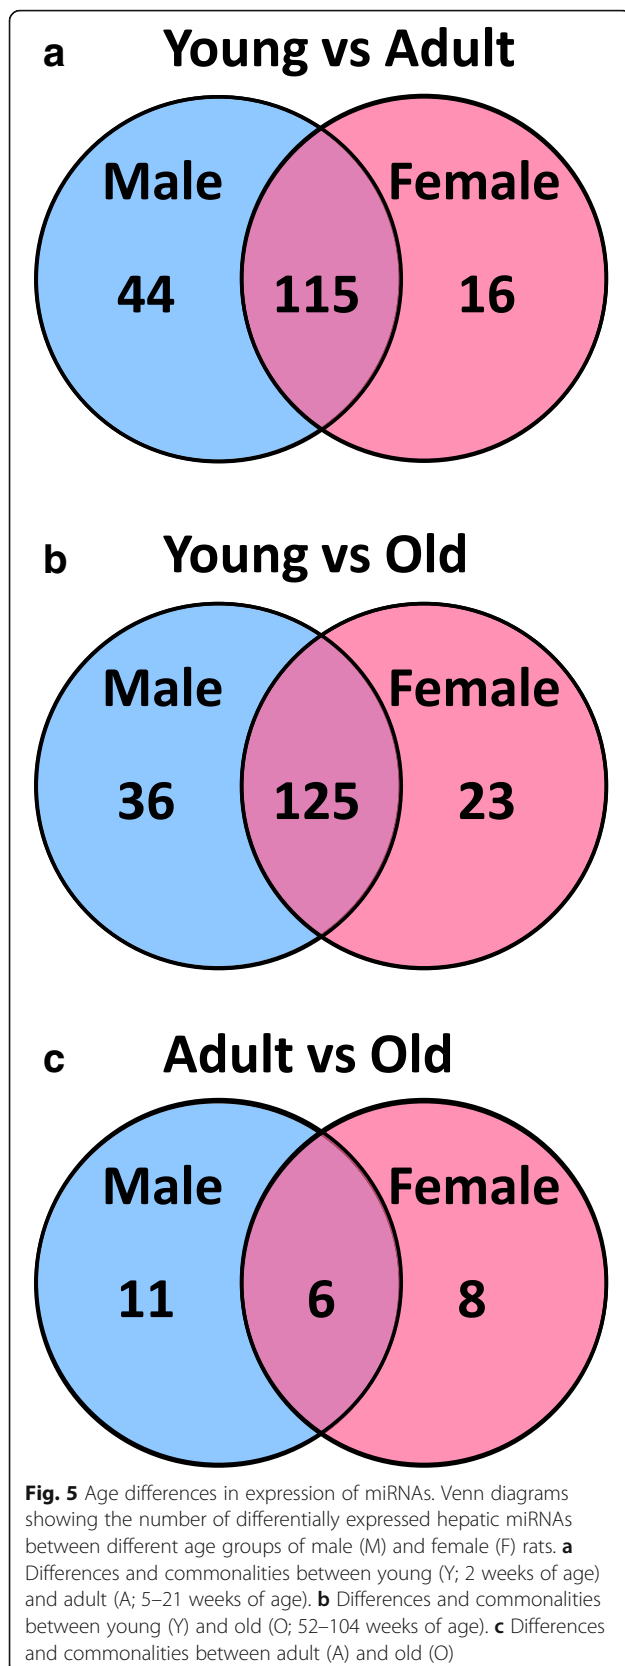 a Young vs Adult
Male Female
44 115 16
b Young vs Old
Male Female
36 125 23
c Adult vs Old
Male Female
11 6 8
Fig. 5 Age differences in expression of miRNAs. Venn diagrams
showing the number of differentially expressed hepatic miRNAs
between different age groups of male (M) and female (F) rats. a
Differences and commonalities between young (Y; 2 weeks of age)
and adult (A; 5–21 weeks of age). b Differences and commonalities
between young (Y) and old (O; 52–104 weeks of age). c Differences
and commonalities between adult (A) and old (O)